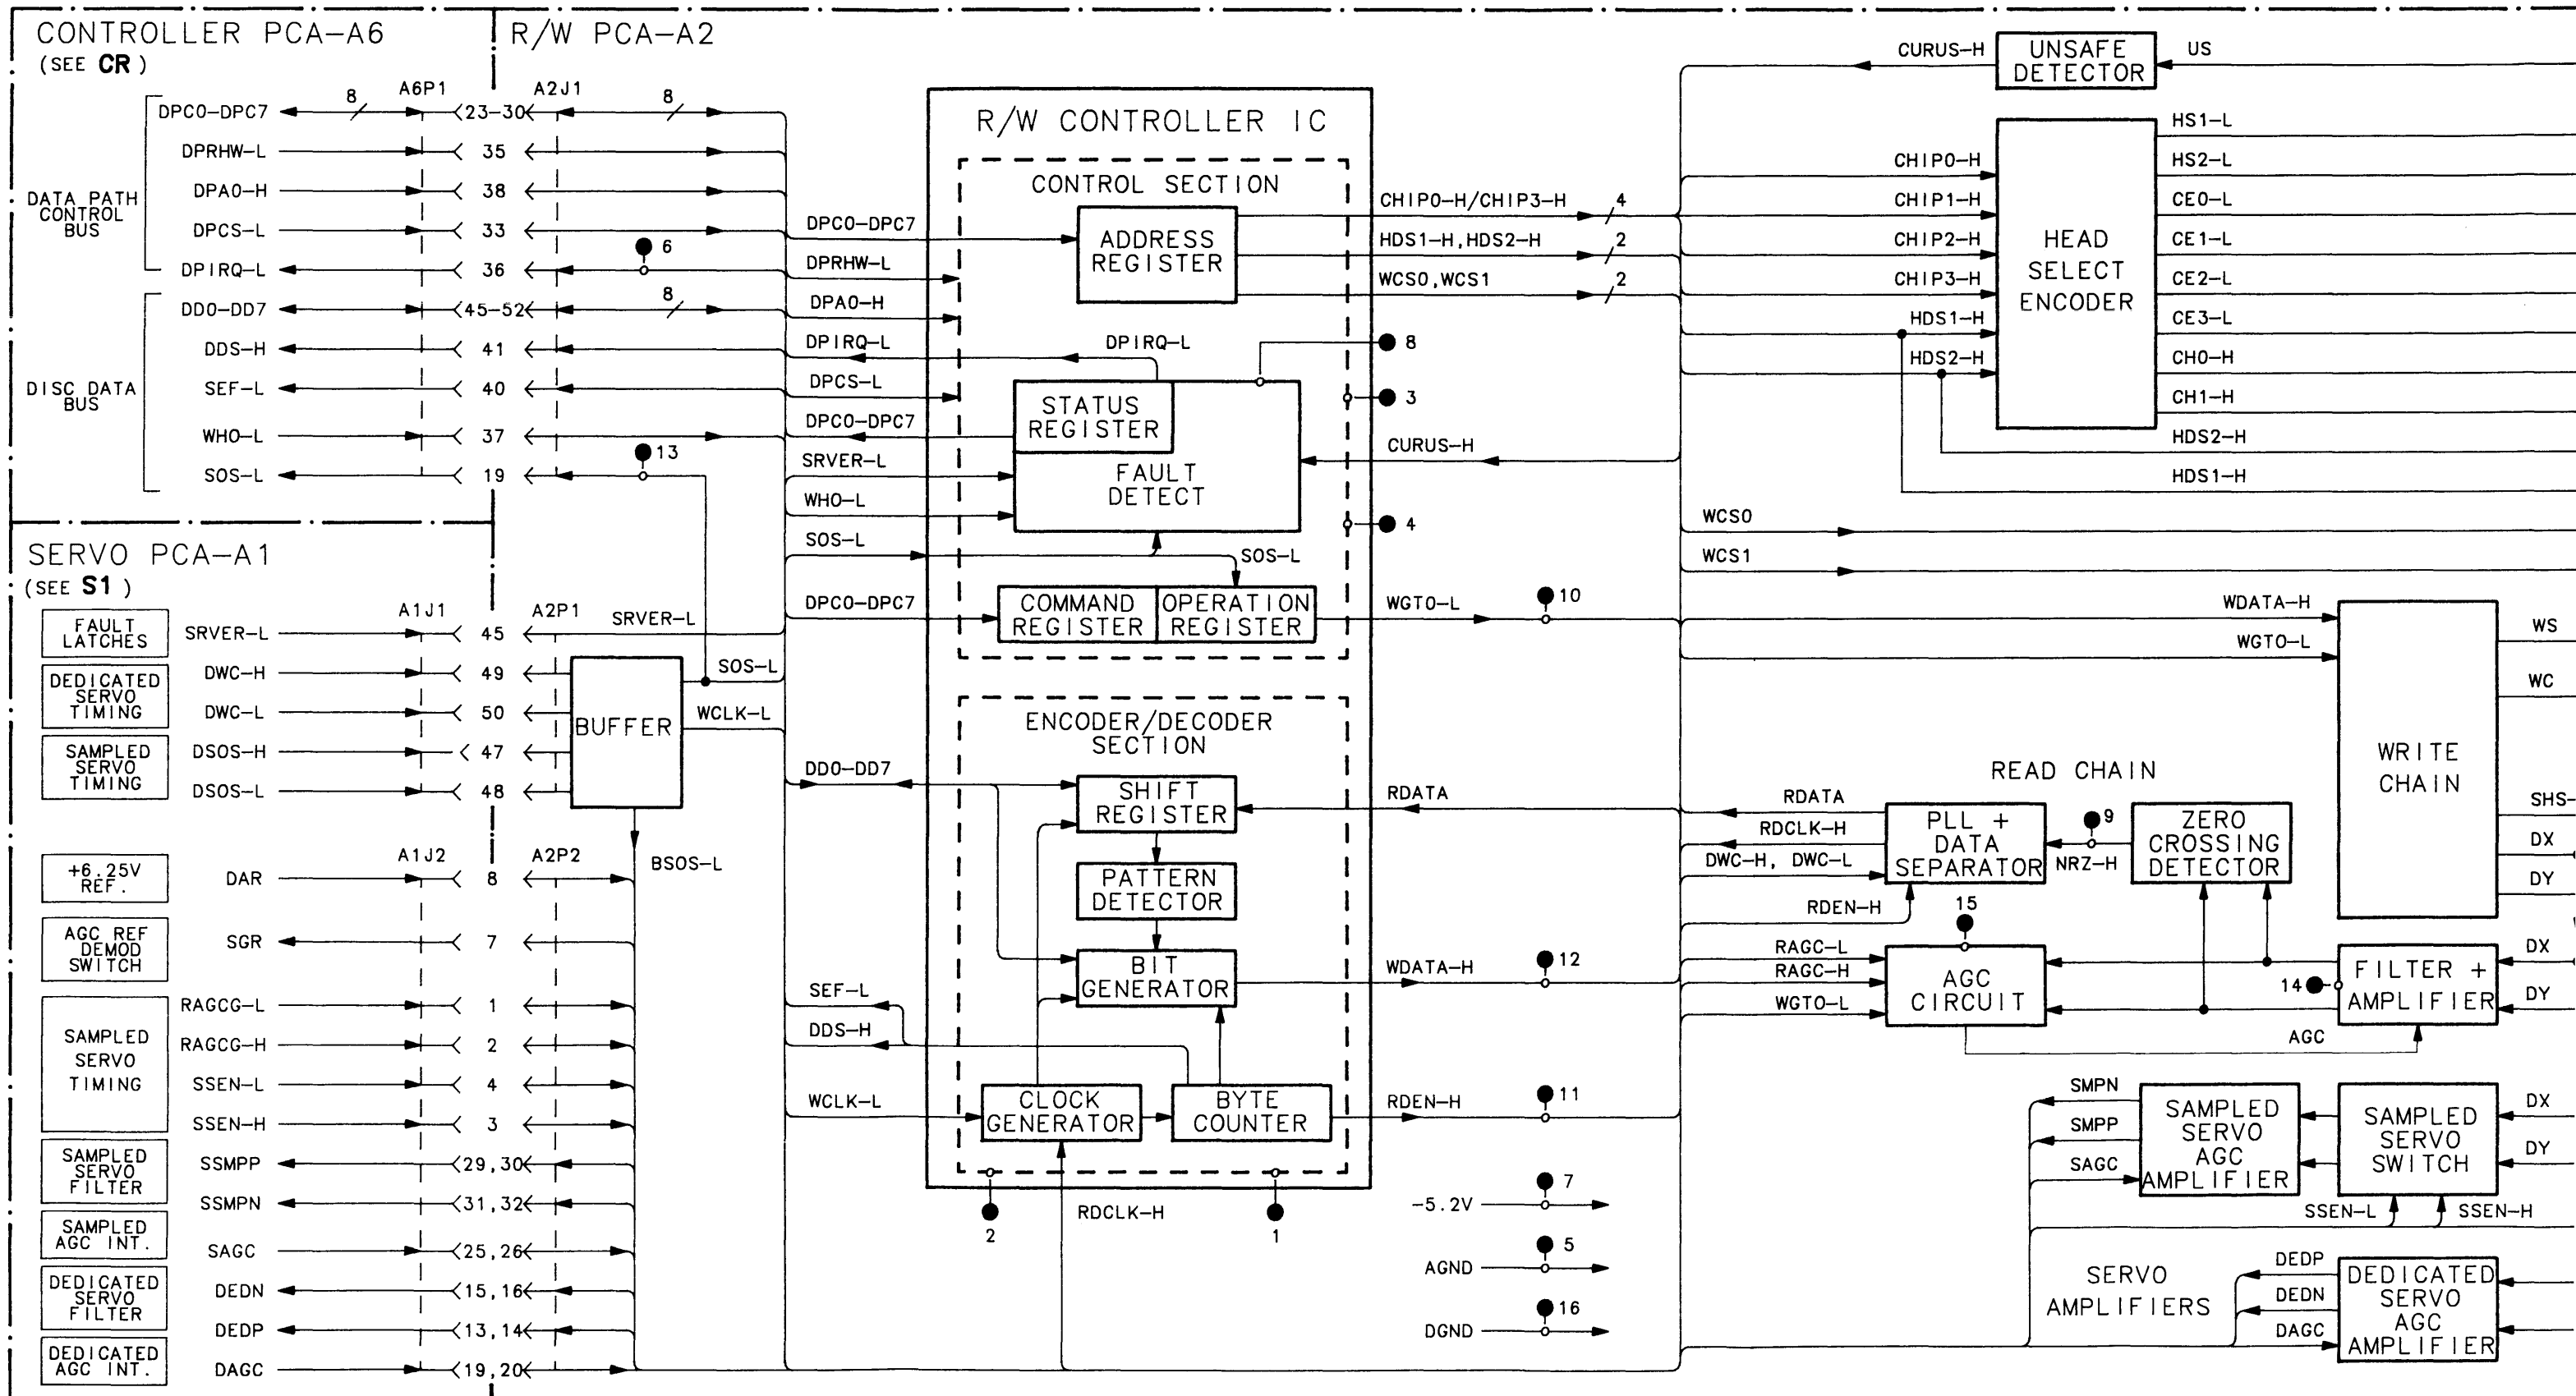 CONTROLLER PCA-A6
(SEE CR)
R/W PCA-A2
A6P1
A2J1
DATA PATH
CONTROL
BUS
DPC0-DPC7
8
23-30
8
DPRHW-L
35
DPA0-H
38
DPCS-L
33
6
DPIRQ-L
36
DISC DATA
BUS
DD0-DD7
45-52
8
DDS-H
41
SEF-L
40
WHO-L
37
13
SOS-L
19
SERVO PCA-A1
(SEE S1)
A1J1
A2P1
FAULT
LATCHES
SRVER-L
45
SRVER-L
DEDICATED
SERVO
TIMING
DWC-H
49
DWC-L
50
SAMPLED
SERVO
TIMING
DSOS-H
47
DSOS-L
48
BUFFER
SOS-L
WCLK-L
BSOS-L
A1J2
A2P2
+6.25V
REF.
DAR
8
AGC REF
DEMOD
SWITCH
SGR
7
SAMPLED
SERVO
TIMING
RAGCG-L
1
RAGCG-H
2
SSEN-L
4
SSEN-H
3
SAMPLED
SERVO
FILTER
SSMPP
29,30
SSMPN
31,32
SAMPLED
AGC INT.
SAGC
25,26
DEDICATED
SERVO
FILTER
DEDN
15,16
DEDP
13,14
DEDICATED
AGC INT.
DAGC
19,20
R/W CONTROLLER IC
CONTROL SECTION
DPC0-DPC7
ADDRESS
REGISTER
DPRHW-L
DPA0-H
DPIRQ-L
DPIRQ-L
DPCS-L
DPC0-DPC7
STATUS
REGISTER
SRVER-L
FAULT
DETECT
WHO-L
SOS-L
SOS-L
DPC0-DPC7
COMMAND
REGISTER
OPERATION
REGISTER
8
3
4
CHIP0-H/CHIP3-H
4
HDS1-H,HDS2-H
2
WCS0,WCS1
2
CURUS-H
WGTO-L
10
ENCODER/DECODER
SECTION
DD0-DD7
SHIFT
REGISTER
RDATA
PATTERN
DETECTOR
BIT
GENERATOR
WDATA-H
12
SEF-L
DDS-H
WCLK-L
CLOCK
GENERATOR
BYTE
COUNTER
RDEN-H
11
2
RDCLK-H
1
-5.2V
7
AGND
5
DGND
16
CURUS-H
UNSAFE
DETECTOR
US
CHIP0-H
CHIP1-H
CHIP2-H
CHIP3-H
HDS1-H
HDS2-H
HEAD
SELECT
ENCODER
HS1-L
HS2-L
CE0-L
CE1-L
CE2-L
CE3-L
CH0-H
CH1-H
HDS2-H
HDS1-H
WCS0
WCS1
WDATA-H
WGTO-L
WRITE
CHAIN
WS
WC
SHS-
DX
DY
READ CHAIN
RDATA
RDCLK-H
DWC-H, DWC-L
RDEN-H
PLL +
DATA
SEPARATOR
9
NRZ-H
ZERO
CROSSING
DETECTOR
15
RAGC-L
RAGC-H
WGTO-L
AGC
CIRCUIT
14
FILTER +
AMPLIFIER
DX
DY
AGC
SMPN
SMPP
SAGC
SAMPLED
SERVO
AGC
AMPLIFIER
SAMPLED
SERVO
SWITCH
DX
DY
SSEN-L
SSEN-H
SERVO
AMPLIFIERS
DEDP
DEDN
DAGC
DEDICATED
SERVO
AGC
AMPLIFIER